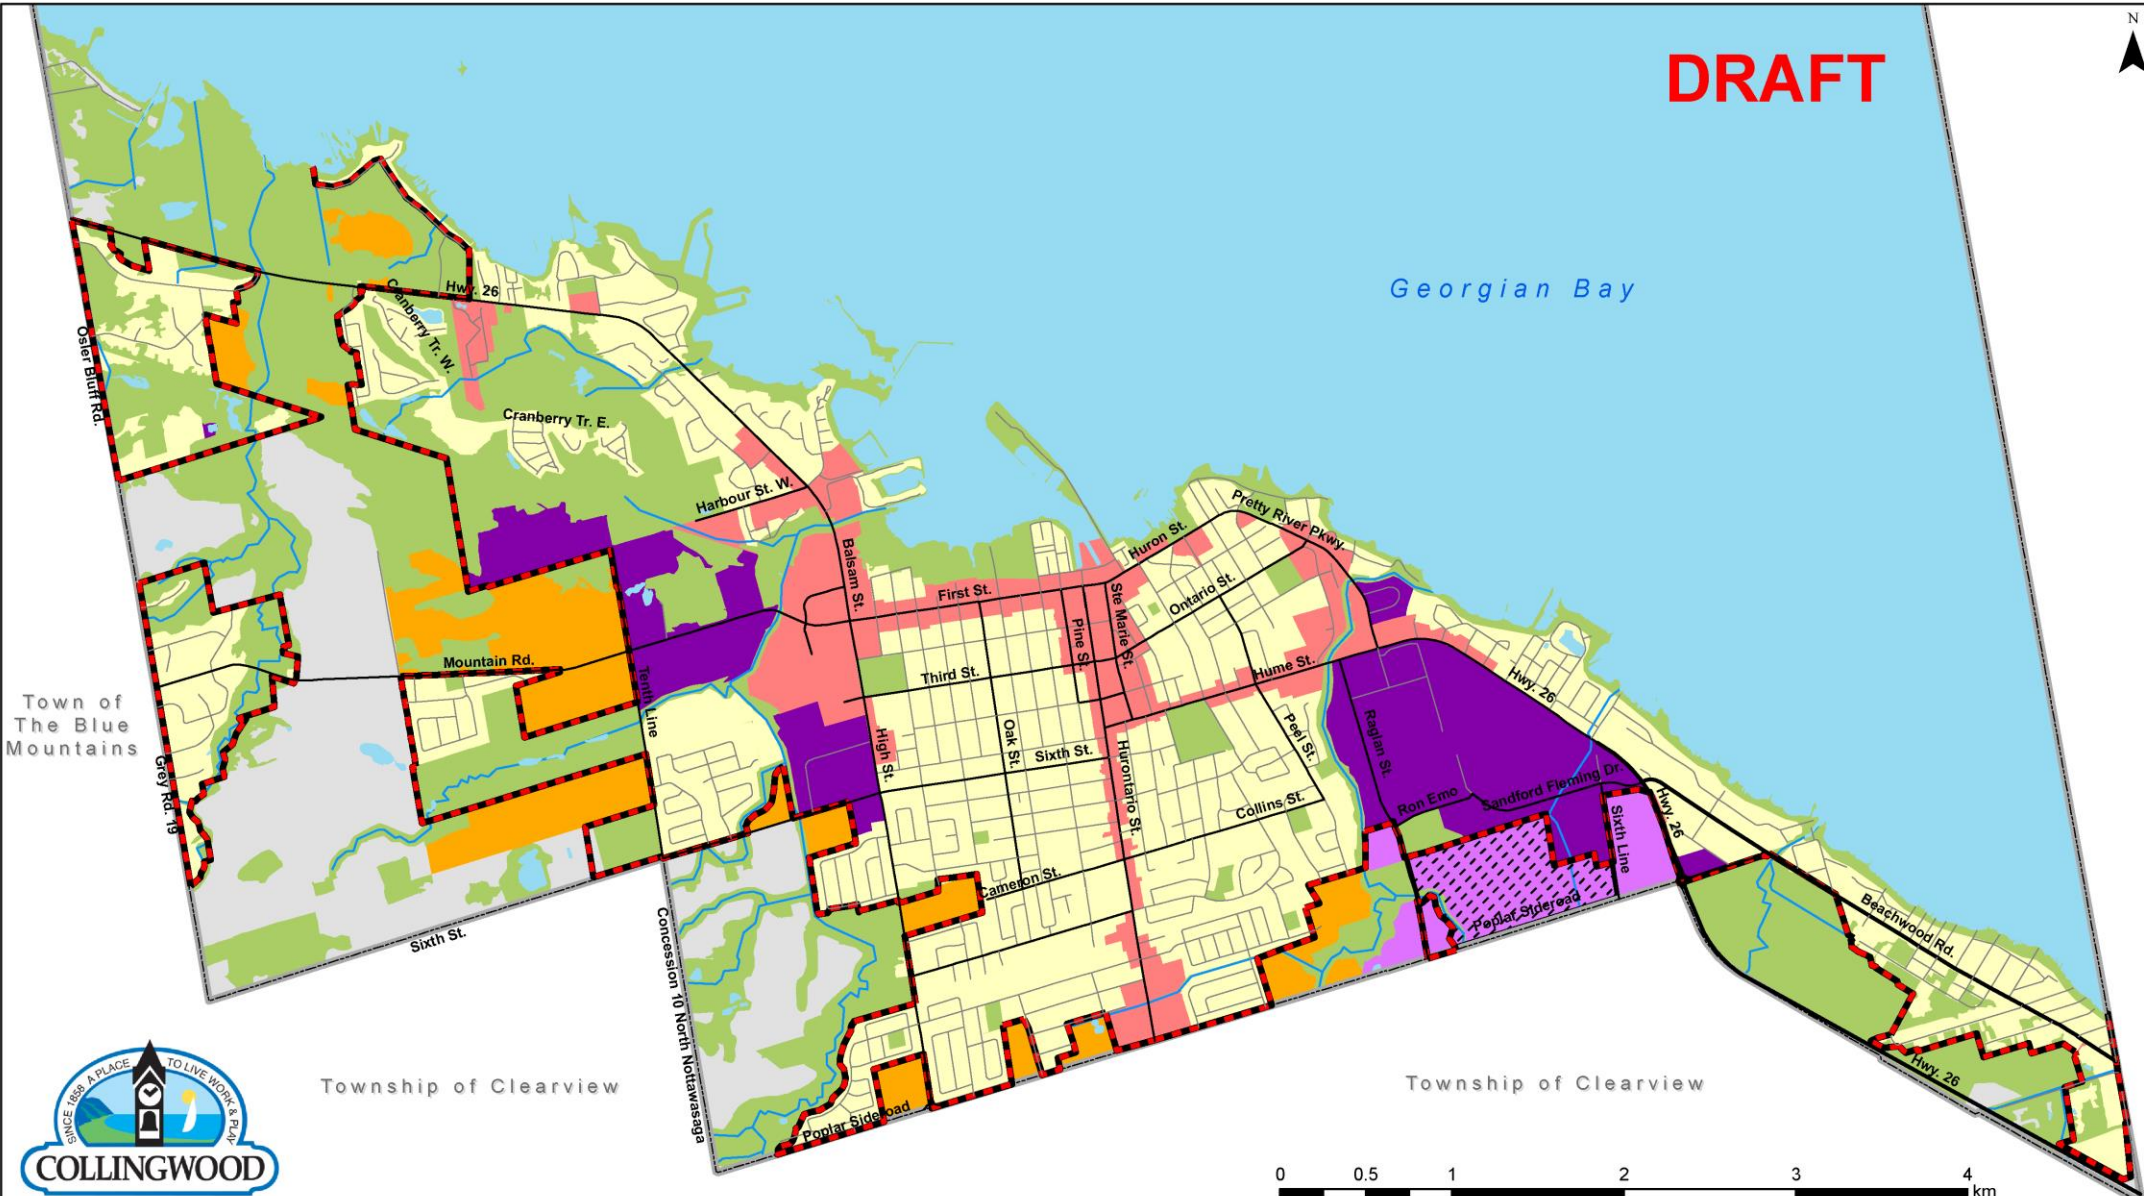 N
DRAFT
Georgian Bay
Hwy. 26
Cranberry Tr. W.
Osler Bluff Rd.
Cranberry Tr. E.
Harbour St. W.
Balsam St.
First St.
Huron St.
Pretty River Pkwy.
Ontario St.
Ste Marie St.
Pine St.
Third St.
Hume St.
Mountain Rd.
Tenth Line
Hwy. 26
Town of
The Blue
Mountains
Grey Rd. 19
High St.
Oak St.
Sixth St.
Hurontario St.
Peel St.
Raglan St.
Collins St.
Ron Emo
Sandford Fleming Dr.
Hwy. 26
Sixth Line
Cameron St.
Poplar Sideroad
Beachwood Rd.
Sixth St.
Concession 10 North Nottawasaga
Hwy. 26
Township of Clearview
Township of Clearview
Poplar Sideroad
SINCE 1858 A PLACE TO LIVE WORK & PLAY
COLLINGWOOD
0 0.5 1 2 3 4
km